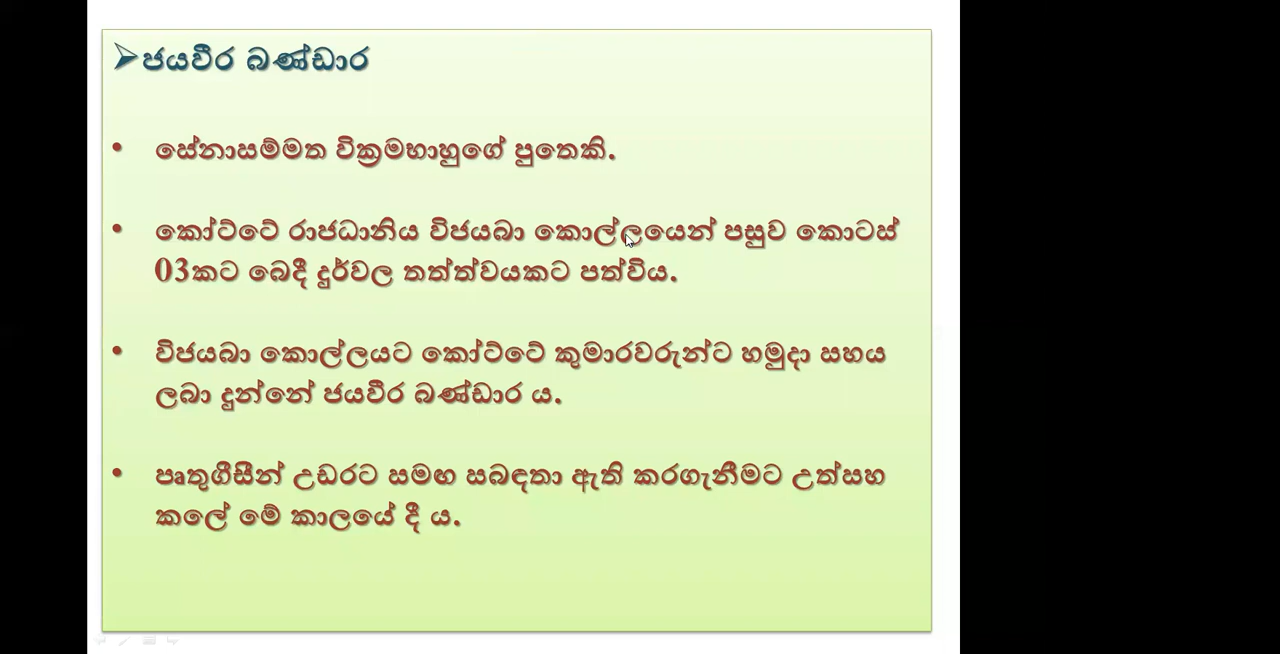 ➢ජයවීර බණ්ඩාර
• සේනාසම්මත වික්‍රමභාහුගේ පුතෙකි.
• කෝට්ටේ රාජධානිය විජයබා කොල්ලයෙන් පසුව කොටස්
03කට බෙදී දුර්වල තත්ත්වයකට පත්විය.
• විජයබා කොල්ලයට කෝට්ටේ කුමාරවරුන්ට හමුදා සහය
ලබා දුන්නේ ජයවීර බණ්ඩාර ය.
• පෘතුගීසීන් උඩරට සමඟ සබඳතා ඇති කරගැනීමට උත්සහ
කලේ මේ කාලයේ දී ය.